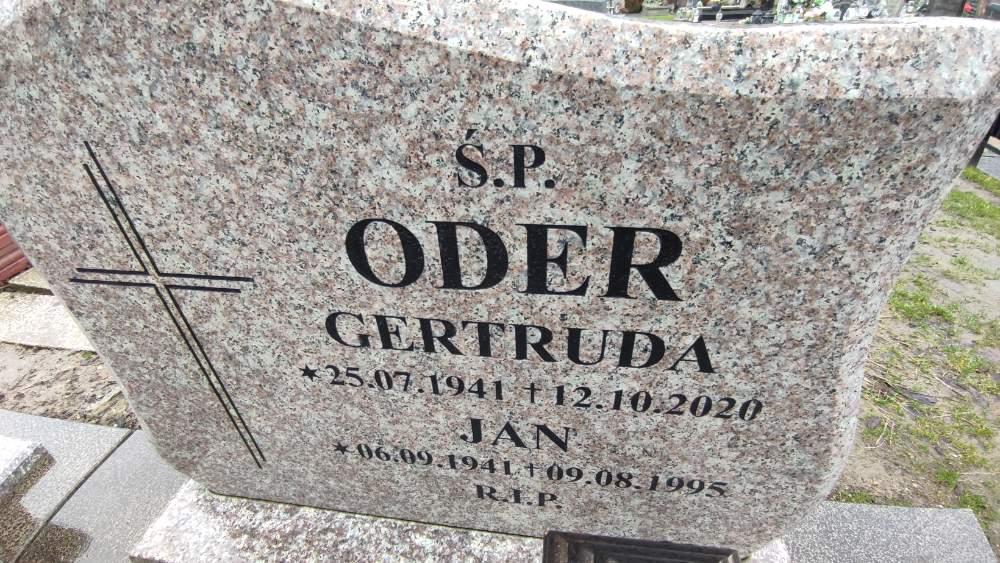 Ś.P.
ODER
GERTRUDA
★25.07.1941 †12.10.2020
JAN
★06.09.1941 †09.08.1995
R.I.P.